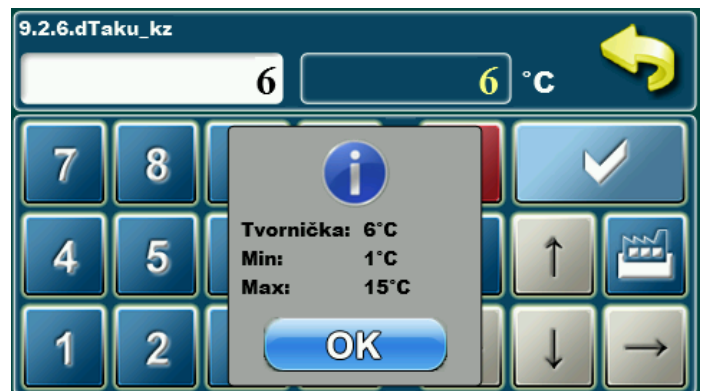 9.2.6.dTaku_kz
6 6 °C
7 8
Tvornička: 6°C
4 5
Min: 1°C
Max: 15°C
1 2 OK